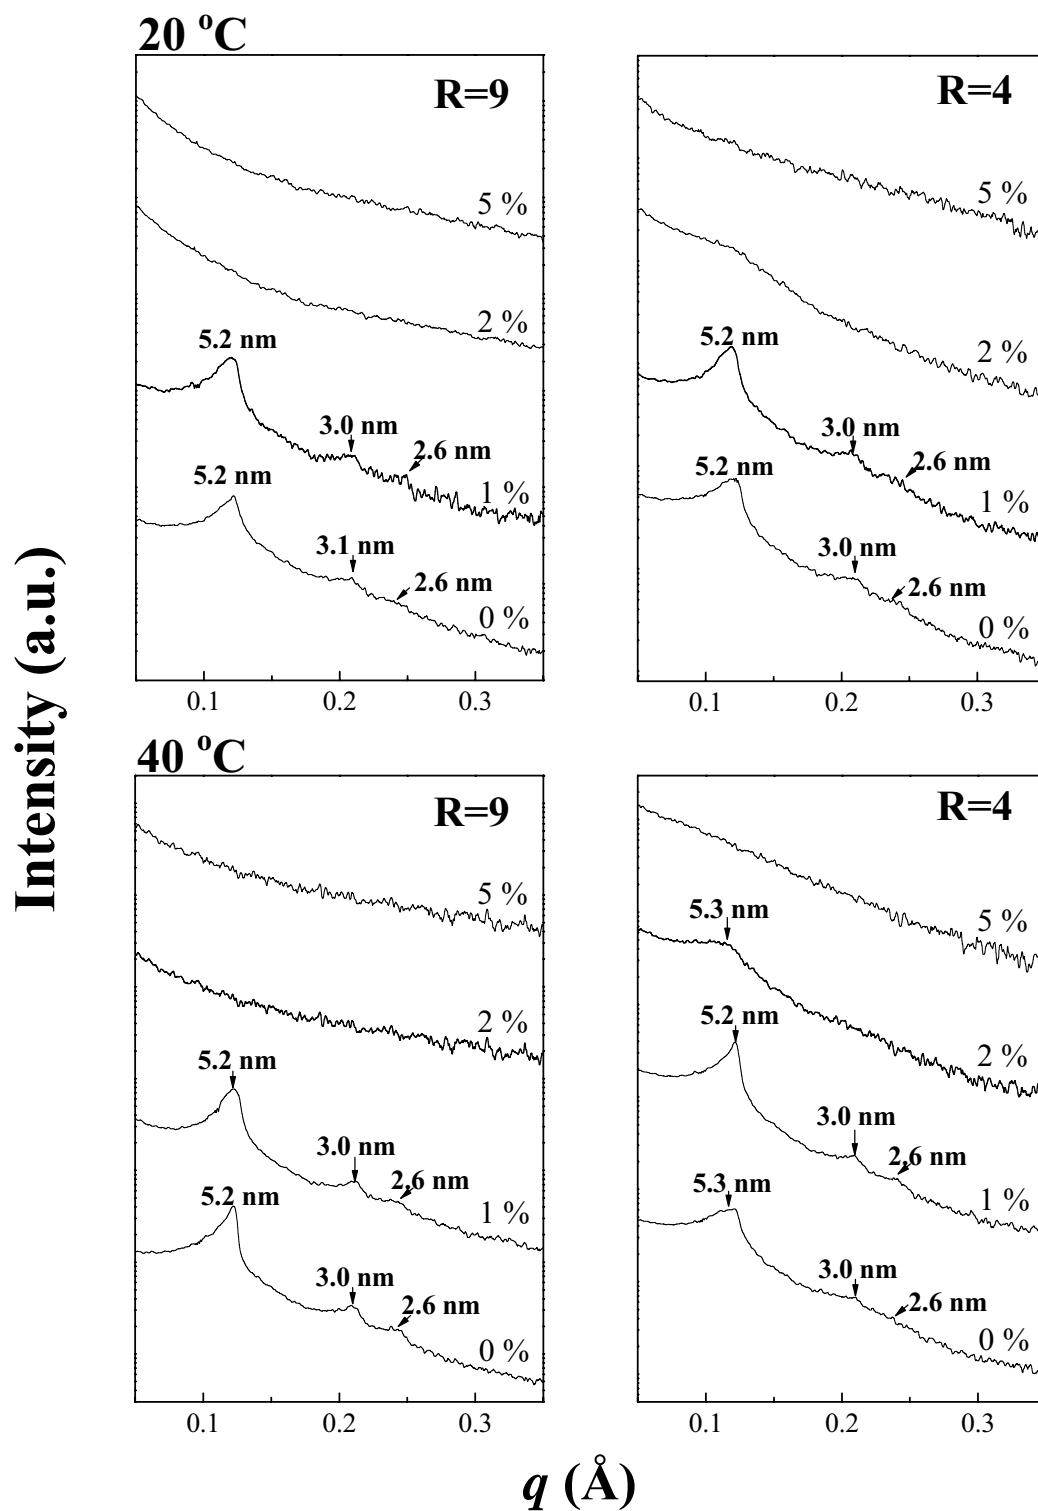 20 °C
R=9
5 %
2 %
5.2 nm
3.0 nm
2.6 nm
1 %
5.2 nm
3.1 nm
2.6 nm
0 %
0.1 0.2 0.3
R=4
5 %
2 %
5.2 nm
3.0 nm
2.6 nm
1 %
5.2 nm
3.0 nm
2.6 nm
0 %
0.1 0.2 0.3
Intensity (a.u.)
40 °C
R=9
5 %
2 %
5.2 nm
3.0 nm
2.6 nm
1 %
5.2 nm
3.0 nm
2.6 nm
0 %
0.1 0.2 0.3
R=4
5 %
5.3 nm
2 %
5.2 nm
3.0 nm
2.6 nm
1 %
5.3 nm
3.0 nm
2.6 nm
0 %
0.1 0.2 0.3
q (Å)